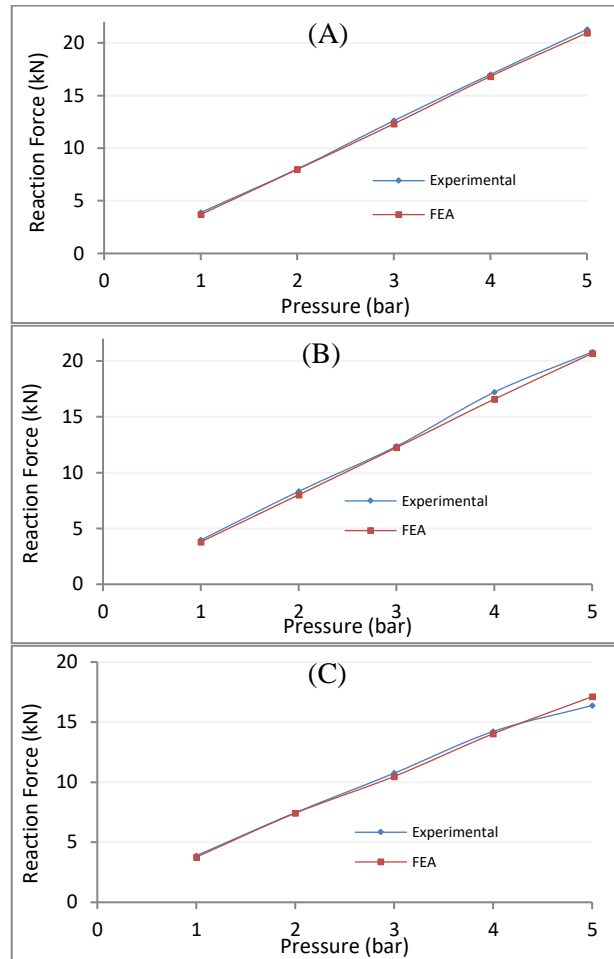 (A)
Reaction Force (kN)
20
15
10
5
0
Experimental
FEA
0 1 2 3 4 5
Pressure (bar)
(B)
Reaction Force (kN)
20
15
10
5
0
Experimental
FEA
0 1 2 3 4 5
Pressure (bar)
(C)
Reaction Force (kN)
20
15
10
5
0
Experimental
FEA
0 1 2 3 4 5
Pressure (bar)